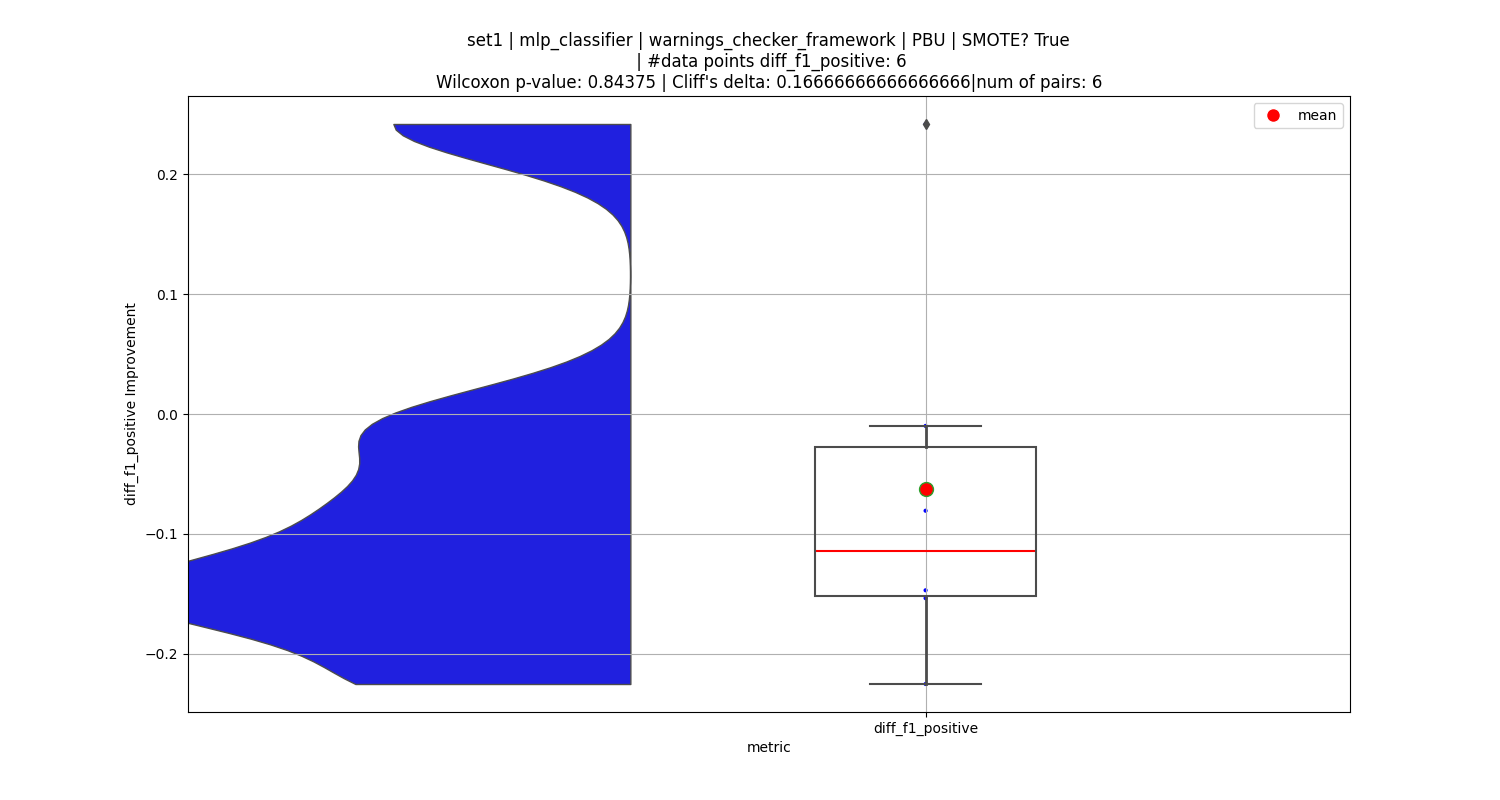 set1 | mlp_classifier | warnings_checker_framework | PBU | SMOTE? True
| #data points diff_f1_positive: 6
Wilcoxon p-value: 0.84375 | Cliff's delta: 0.16666666666666666|num of pairs: 6
mean
0.2
0.1
0.0
−0.1
−0.2
diff_f1_positive Improvement
diff_f1_positive
metric